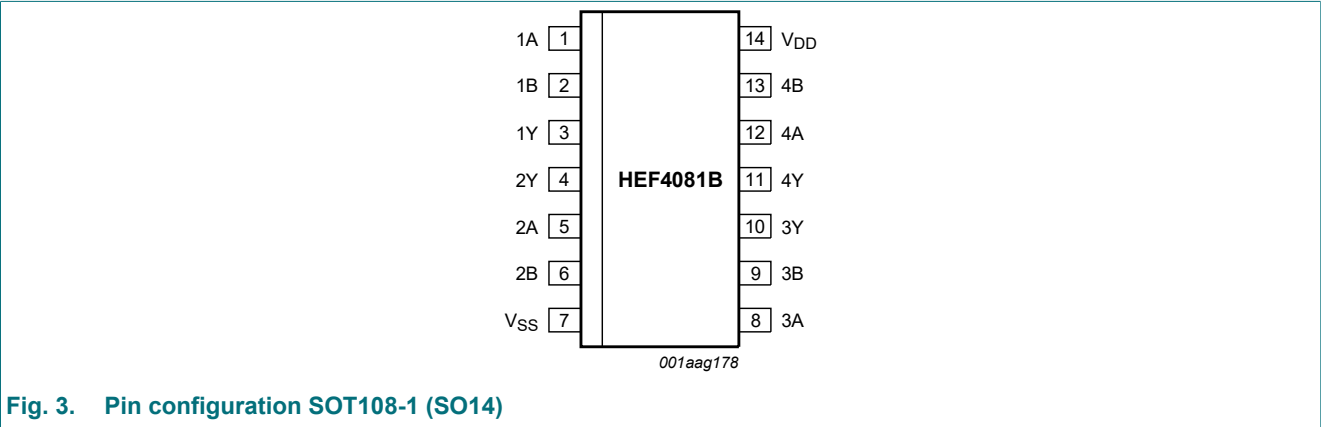 1A 1 14 VDD
1B 2 13 4B
1Y 3 12 4A
2Y 4 HEF4081B 11 4Y
2A 5 10 3Y
2B 6 9 3B
VSS 7 8 3A
001aag178
Fig. 3. Pin configuration SOT108-1 (SO14)